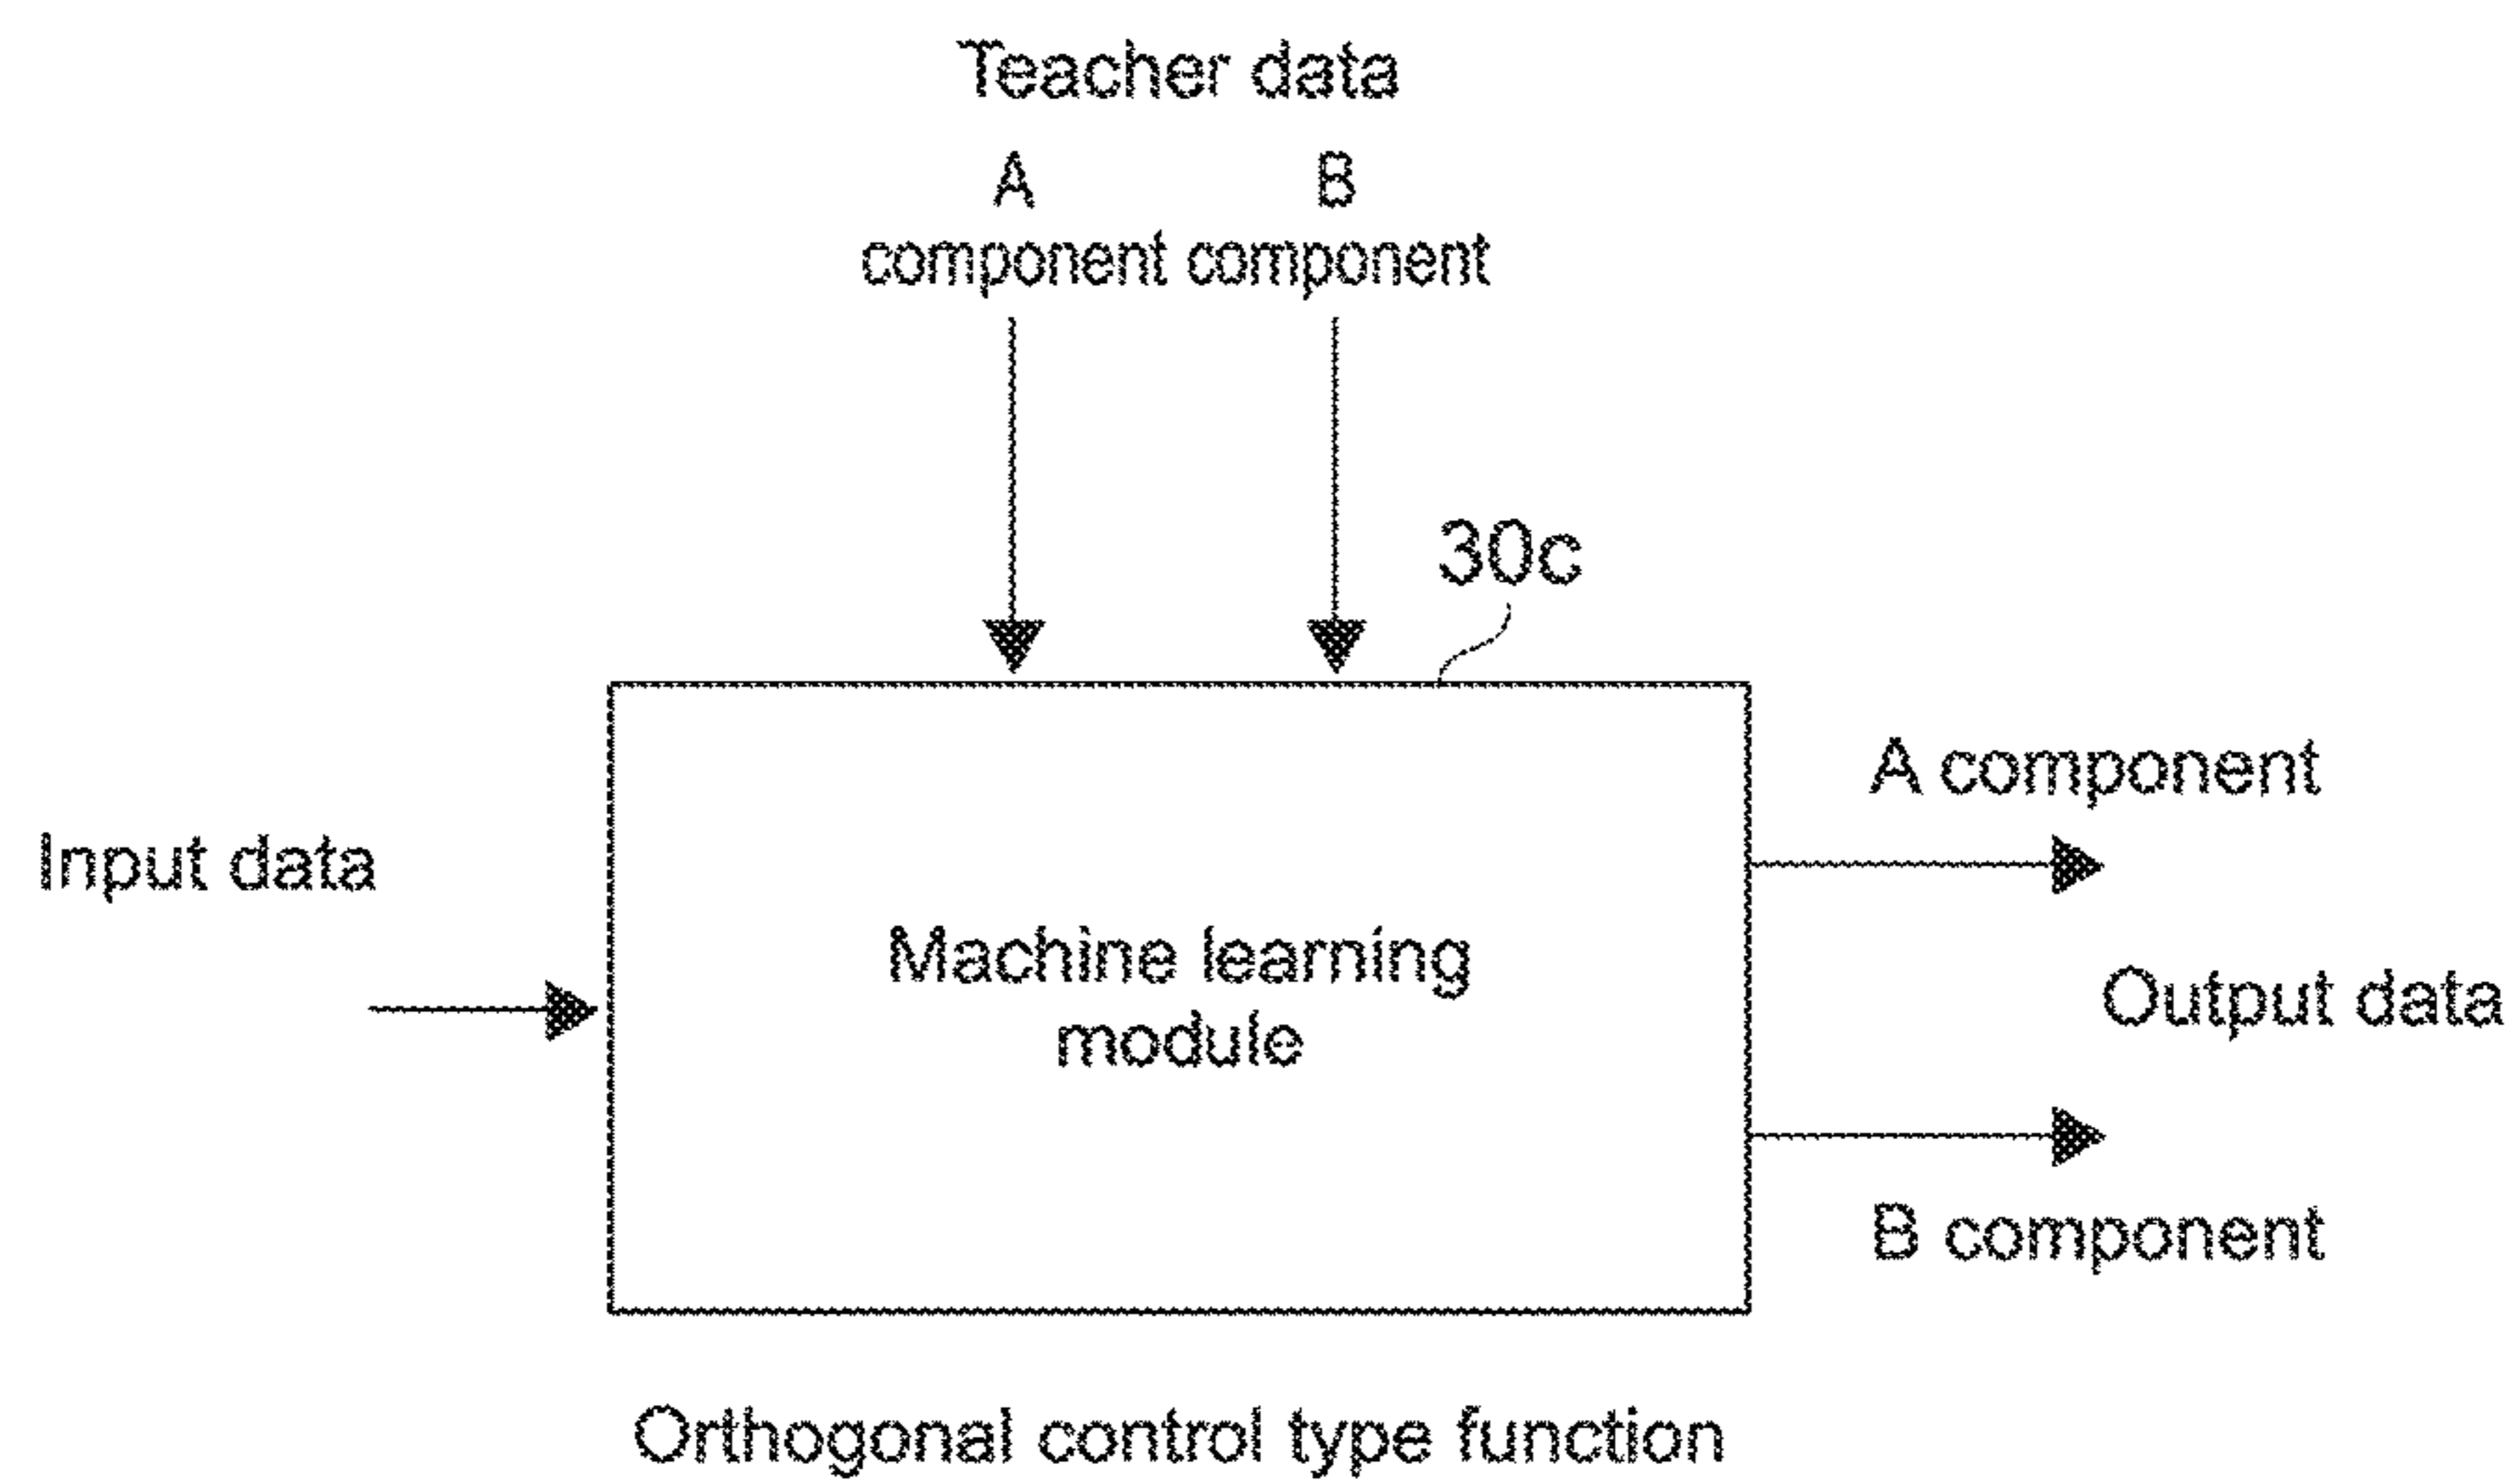 Teacher data
A B
component component
30c
A component
Input data
Machine learning
module
Output data
B component
Orthogonal control type function